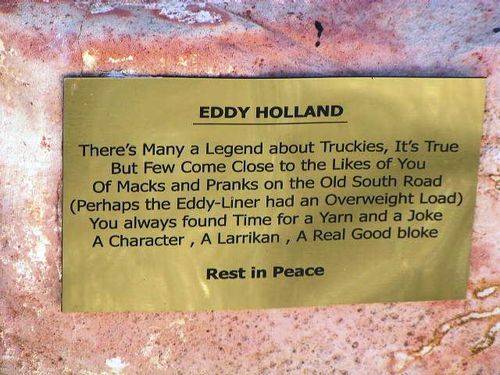 EDDY HOLLAND
There's Many a Legend about Truckies, It's True
But Few Come Close to the Likes of You
Of Macks and Pranks on the Old South Road
(Perhaps the Eddy-Liner had an Overweight Load)
You always found Time for a Yarn and a Joke
A Character , A Larrikan , A Real Good bloke
Rest in Peace